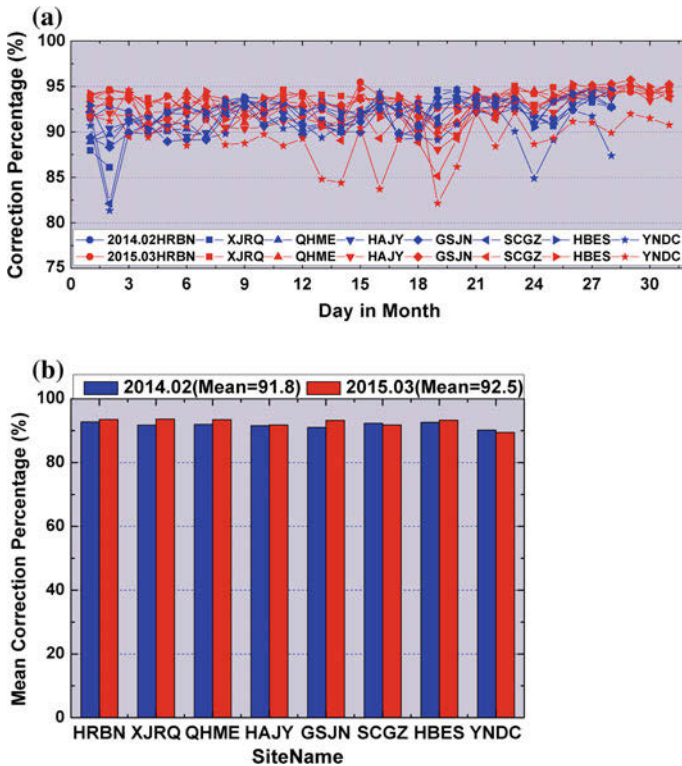 (a)
100
95
90
85
80
75
Correction Percentage (%)
2014.02HRBN XJRQ QHME HAJY GSJN SCGZ HBES YNDC
2015.03HRBN XJRQ QHME HAJY GSJN SCGZ HBES YNDC
0 3 6 9 12 15 18 21 24 27 30
Day in Month
(b)
2014.02(Mean=91.8) 2015.03(Mean=92.5)
100
80
60
40
20
0
Mean Correction Percentage (%)
HRBN XJRQ QHME HAJY GSJN SCGZ HBES YNDC
SiteName